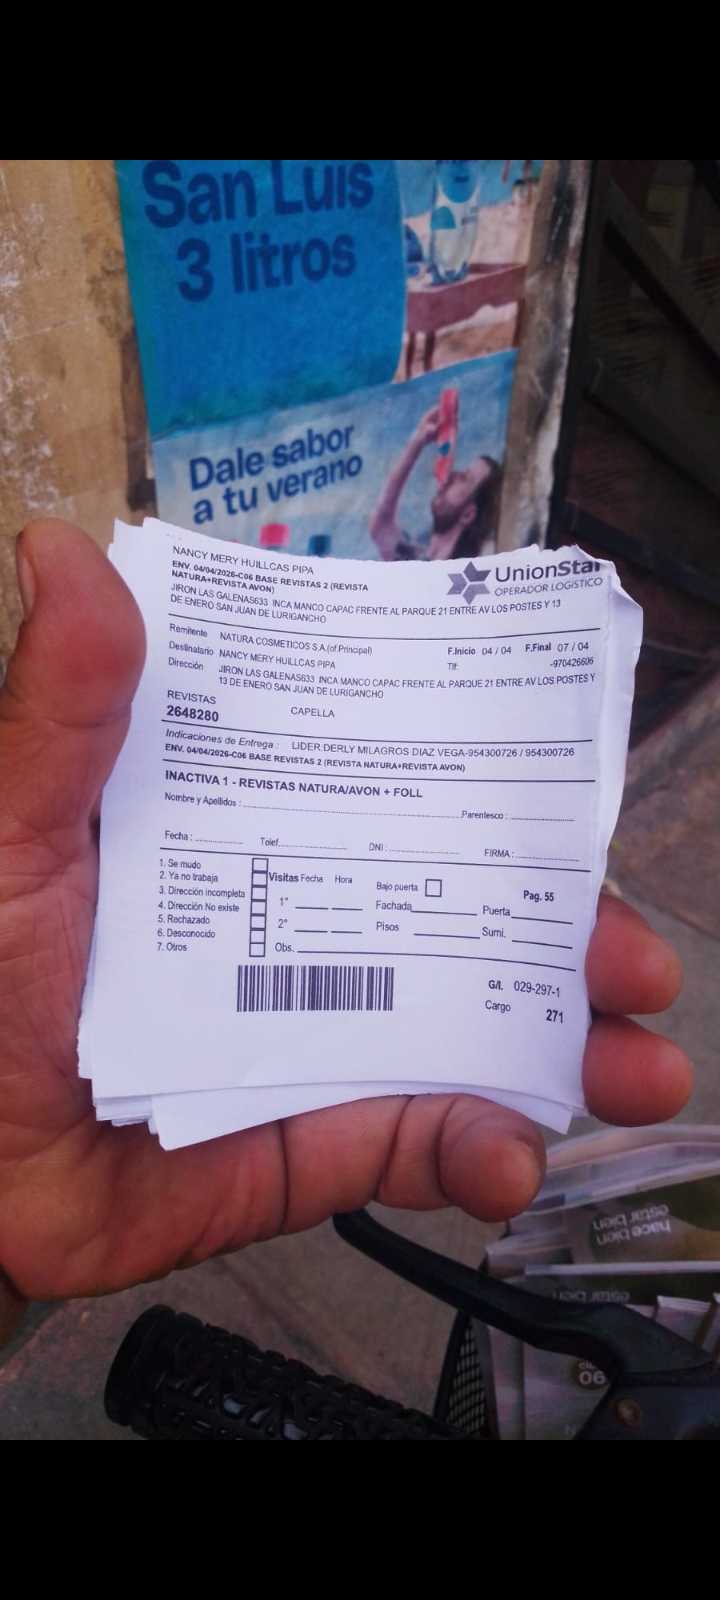 San Luis
3 litros
Dale sabor
a tu verano
NANCY MERY HUILLCAS PIPA
ENV. 04/04/2026-C06 BASE REVISTAS 2 (REVISTA
NATURA+REVISTA AVON)
JIRON LAS GALENAS633 INCA MANCO CAPAC FRENTE AL PARQUE 21 ENTRE AV LOS POSTES Y 13
DE ENERO SAN JUAN DE LURIGANCHO
UnionStar
OPERADOR LOGÍSTICO
Remitente NATURA COSMETICOS S.A.(of.Principal) F.Inicio 04 / 04 F.Final 07 / 04
Destinatario NANCY MERY HUILLCAS PIPA Tlf: -970426606
Dirección JIRON LAS GALENAS633 INCA MANCO CAPAC FRENTE AL PARQUE 21 ENTRE AV LOS POSTES Y
13 DE ENERO SAN JUAN DE LURIGANCHO
REVISTAS
2648280 CAPELLA
Indicaciones de Entrega : LIDER:DERLY MILAGROS DIAZ VEGA-954300726 / 954300726
ENV. 04/04/2026-C06 BASE REVISTAS 2 (REVISTA NATURA+REVISTA AVON)
INACTIVA 1 - REVISTAS NATURA/AVON + FOLL
Nombre y Apellidos : Parentesco :
Fecha : Telef. DNI : FIRMA :
1. Se mudo
2. Ya no trabaja
3. Dirección incompleta
4. Dirección No existe
5. Rechazado
6. Desconocido
7. Otros
Visitas Fecha Hora Bajo puerta Pag. 55
1° Fachada Puerta
2° Pisos Sumi.
Obs.
G/I. 029-297-1
Cargo 271
hace bien
estar bien
estar bien
06